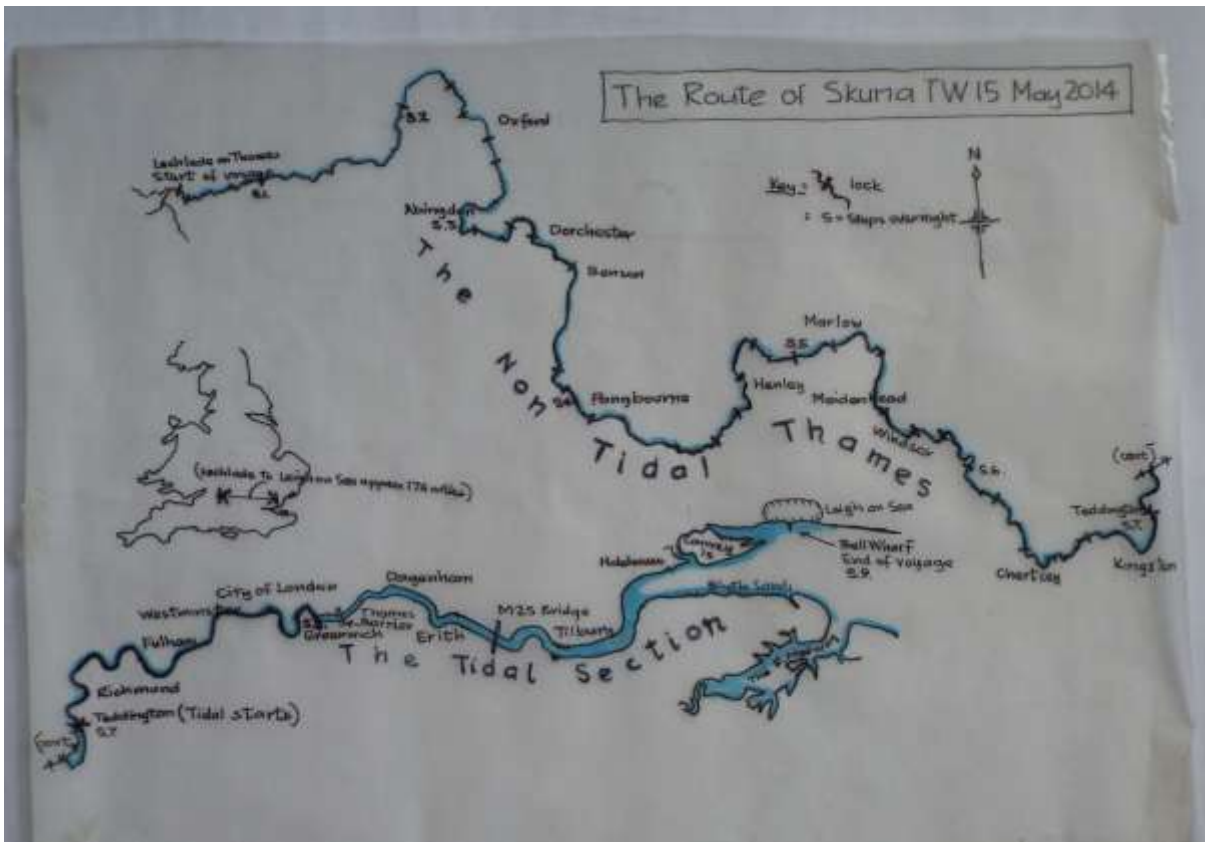 The Route of Skuna TW15 May 2014
Lechlade on Thames
Start of voyage
S.1.
S.2
Oxford
N
Key = lock
: S = Stops overnight
Abingdon
S.3.
Dorchester
Benson
The Non Tidal Thames
Marlow
S.5
Henley
Pangbourne
S4
Maidenhead
Windsor
S.6.
(cont)
Teddington
S.7.
Kingston
Chertsey
(Lechlade to Leigh on Sea approx 174 miles)
Leigh on Sea
Bell Wharf
End of voyage
S.9.
Canvey
Is
City of London
Dagenham
Westminster
M25 Bridge
Thames
Barrier
Fulham
Greenwich
Erith
Tilbury
The Tidal Section
Richmond
Teddington (Tidal starts)
S.7.
(cont.